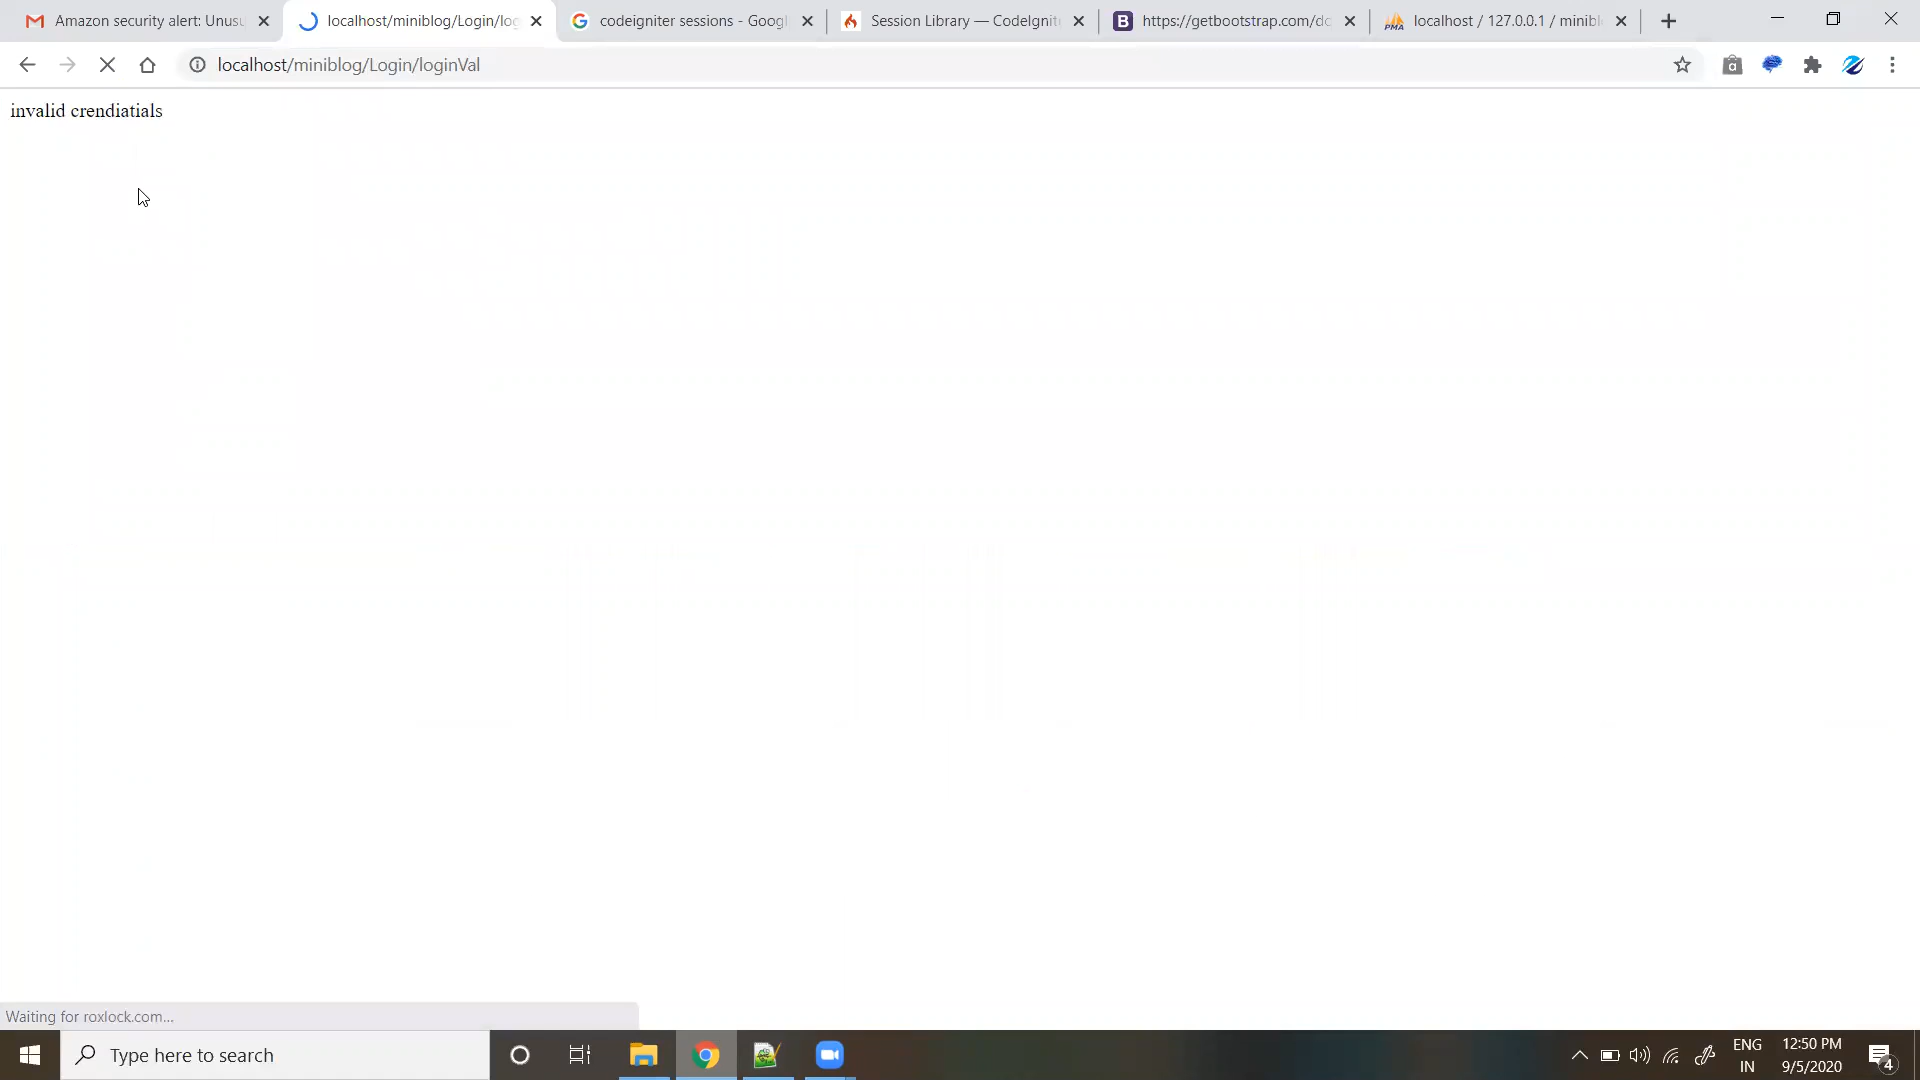 Amazon security alert: Unusu
localhost/miniblog/Login/log
codeigniter sessions - Googl
Session Library — CodeIgnit
https://getbootstrap.com/do
localhost / 127.0.0.1 / minibl
localhost/miniblog/Login/loginVal
invalid crendiatials
Waiting for roxlock.com...
Type here to search
ENG
IN
12:50 PM
9/5/2020
4